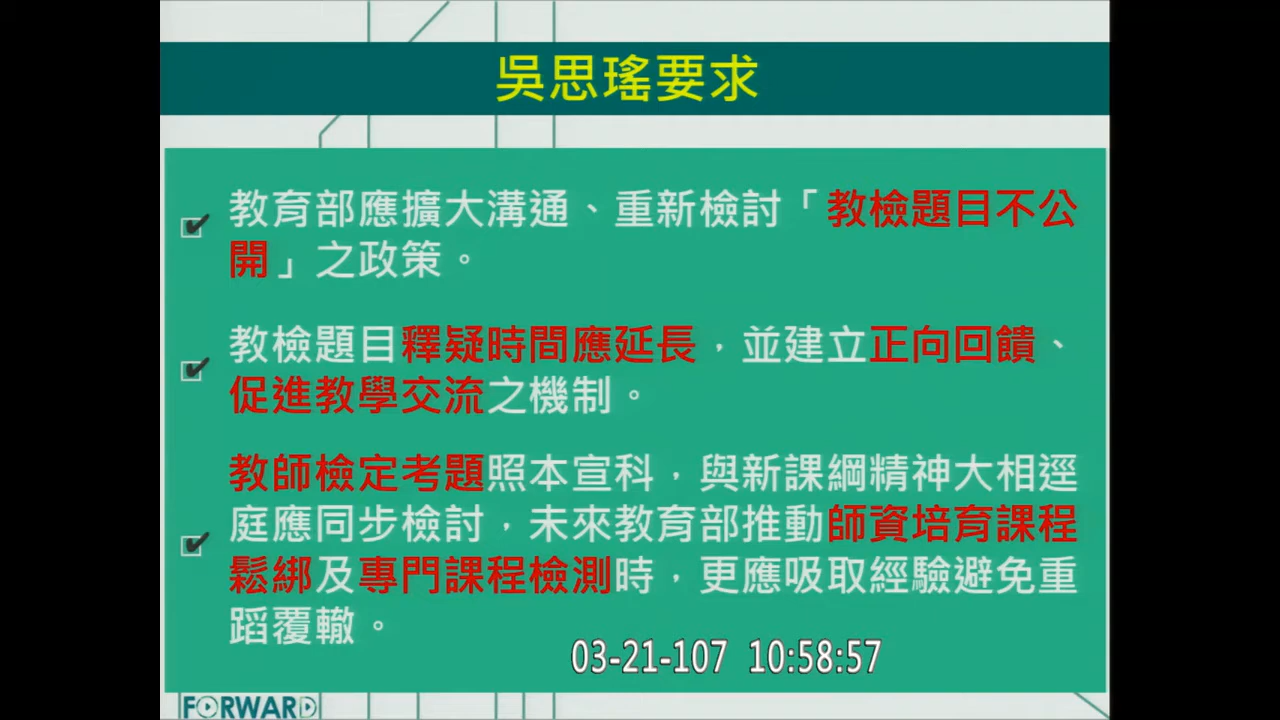 吳思瑤要求
教育部應擴大溝通、重新檢討「教檢題目不公
開」之政策。
教檢題目釋疑時間應延長，並建立正向回饋、
促進教學交流之機制。
教師檢定考題照本宣科，與新課綱精神大相逕
庭應同步檢討，未來教育部推動師資培育課程
鬆綁及專門課程檢測時，更應吸取經驗避免重
蹈覆轍。
03-21-107 10:58:57
FORWARD